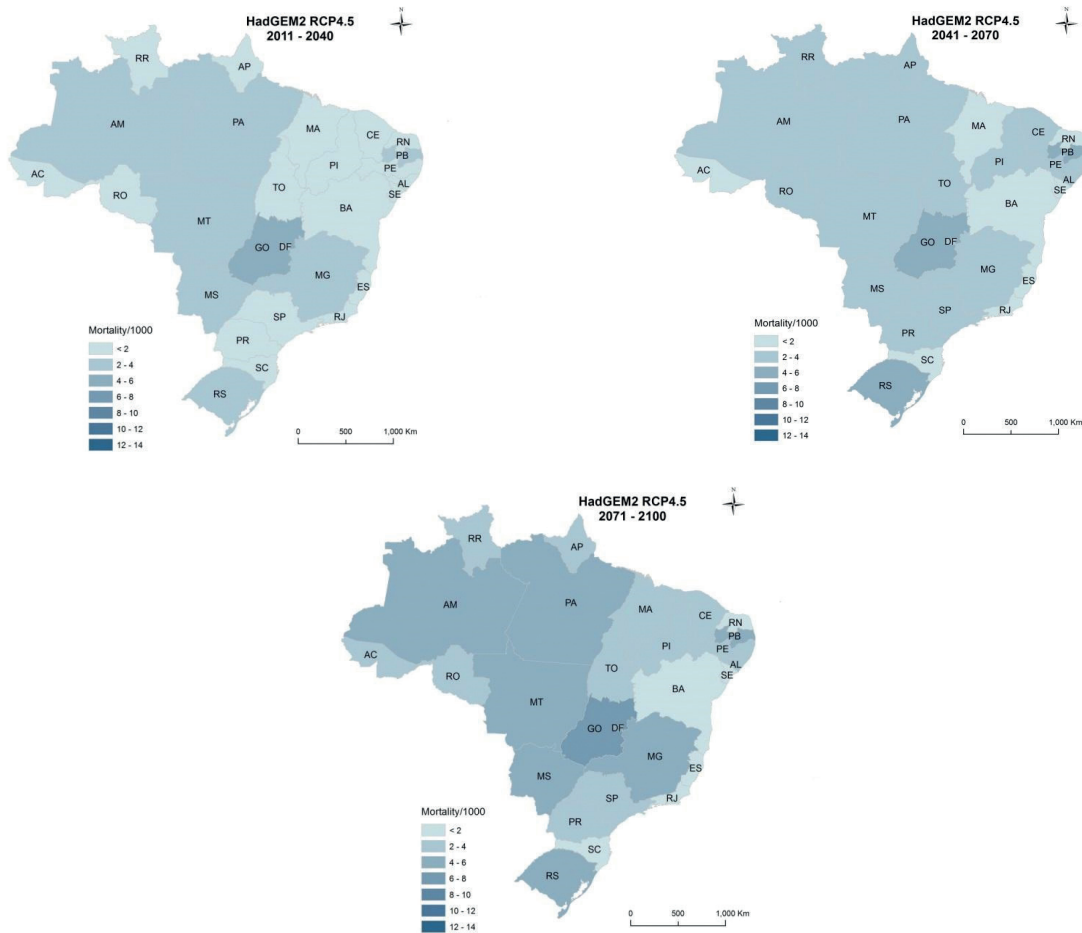 HadGEM2 RCP4.5
2011 - 2040
N
RR
AP
AM
PA
MA
CE
RN
PB
PI
PE
AC
AL
TO
SE
RO
BA
MT
GO
DF
MG
MS
ES
SP
RJ
PR
SC
RS
Mortality/1000
< 2
2 - 4
4 - 6
6 - 8
8 - 10
10 - 12
12 - 14
0 500 1,000 Km
HadGEM2 RCP4.5
2041 - 2070
N
RR
AP
AM
PA
MA
CE
RN
PB
PI
PE
AC
AL
TO
SE
RO
BA
MT
GO
DF
MG
MS
ES
SP
RJ
PR
SC
RS
Mortality/1000
< 2
2 - 4
4 - 6
6 - 8
8 - 10
10 - 12
12 - 14
0 500 1,000 Km
HadGEM2 RCP4.5
2071 - 2100
N
RR
AP
AM
PA
MA
CE
RN
PB
PI
PE
AC
AL
TO
SE
RO
BA
MT
GO
DF
MG
MS
ES
SP
RJ
PR
SC
RS
Mortality/1000
< 2
2 - 4
4 - 6
6 - 8
8 - 10
10 - 12
12 - 14
0 500 1,000 Km